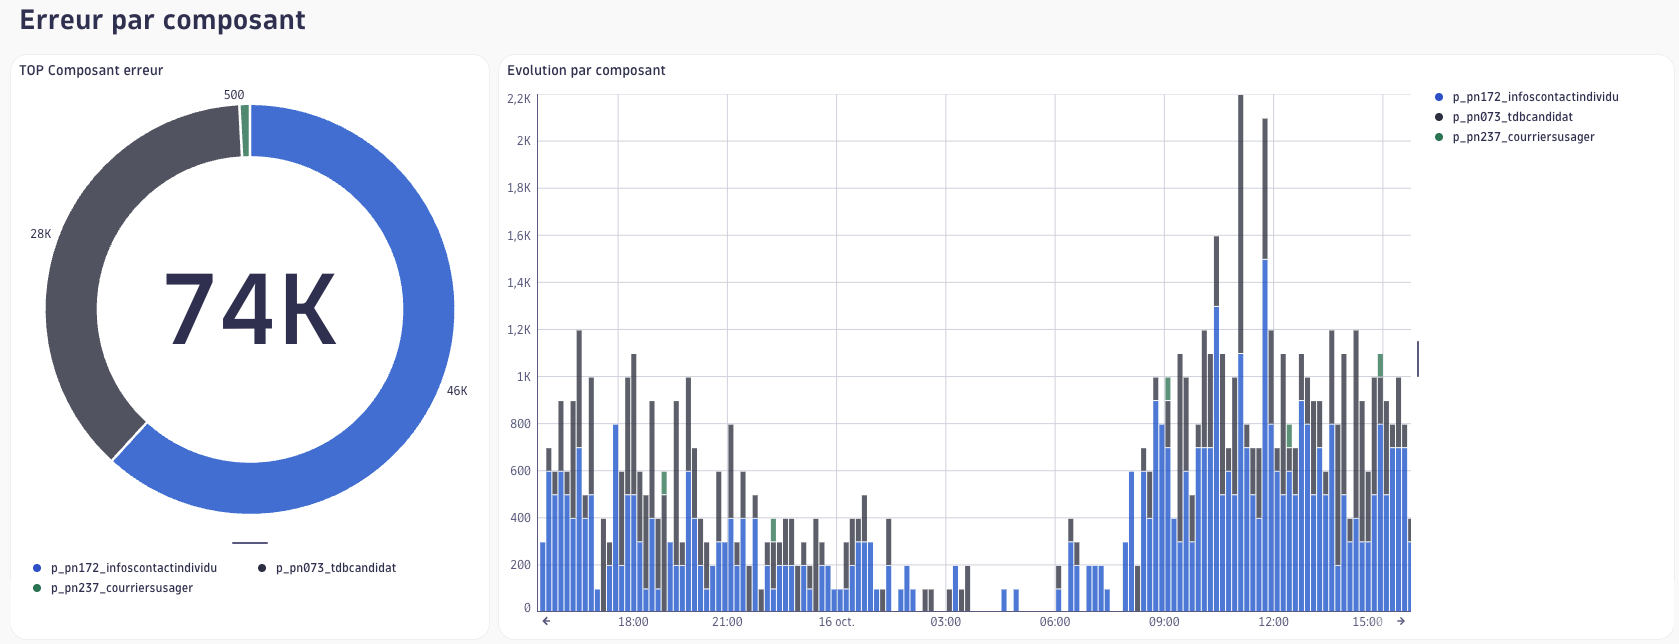 Erreur par composant
TOP Composant erreur
500
28K
74K
46K
p_pn172_infoscontactindividu
p_pn073_tdbcandidat
p_pn237_courriersusager
Evolution par composant
2,2K
2K
1,8K
1,6K
1,4K
1,2K
1K
800
600
400
200
0
18:00 21:00 16 oct. 03:00 06:00 09:00 12:00 15:00
p_pn172_infoscontactindividu
p_pn073_tdbcandidat
p_pn237_courriersusager